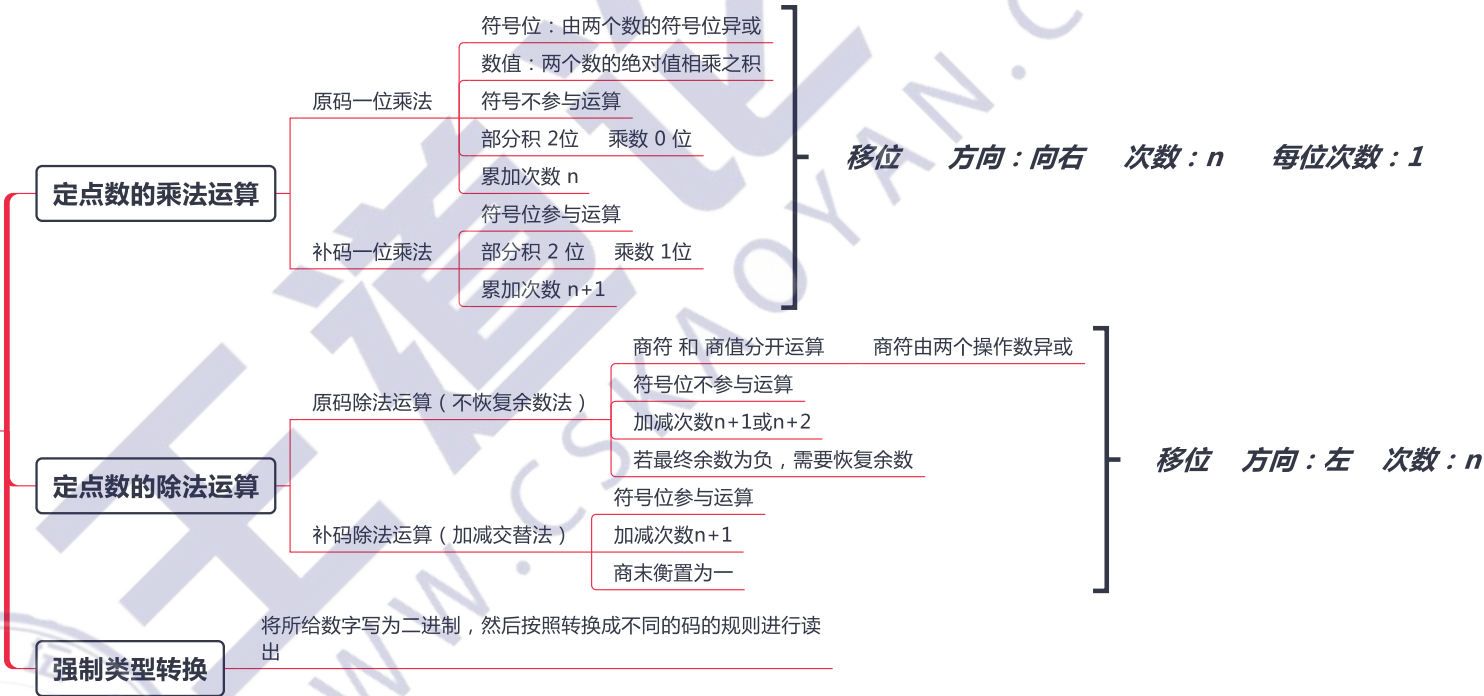 符号位：由两个数的符号位异或
数值：两个数的绝对值相乘之积
原码一位乘法
符号不参与运算
部分积 2位 乘数 0 位
累加次数 n
定点数的乘法运算
符号位参与运算
补码一位乘法
部分积 2 位 乘数 1位
累加次数 n+1
移位 方向：向右 次数：n 每位次数：1
商符 和 商值分开运算 商符由两个操作数异或
符号位不参与运算
原码除法运算（不恢复余数法）
加减次数n+1或n+2
若最终余数为负，需要恢复余数
定点数的除法运算
符号位参与运算
补码除法运算（加减交替法）
加减次数n+1
商末衡置为一
移位 方向：左 次数：n
将所给数字写为二进制，然后按照转换成不同的码的规则进行读
出
强制类型转换
王道论
WWW.CSKAOYAN.C